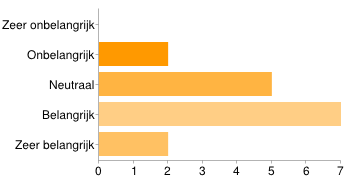 Zeer onbelangrijk
Onbelangrijk
Neutraal
Belangrijk
Zeer belangrijk
0 1 2 3 4 5 6 7